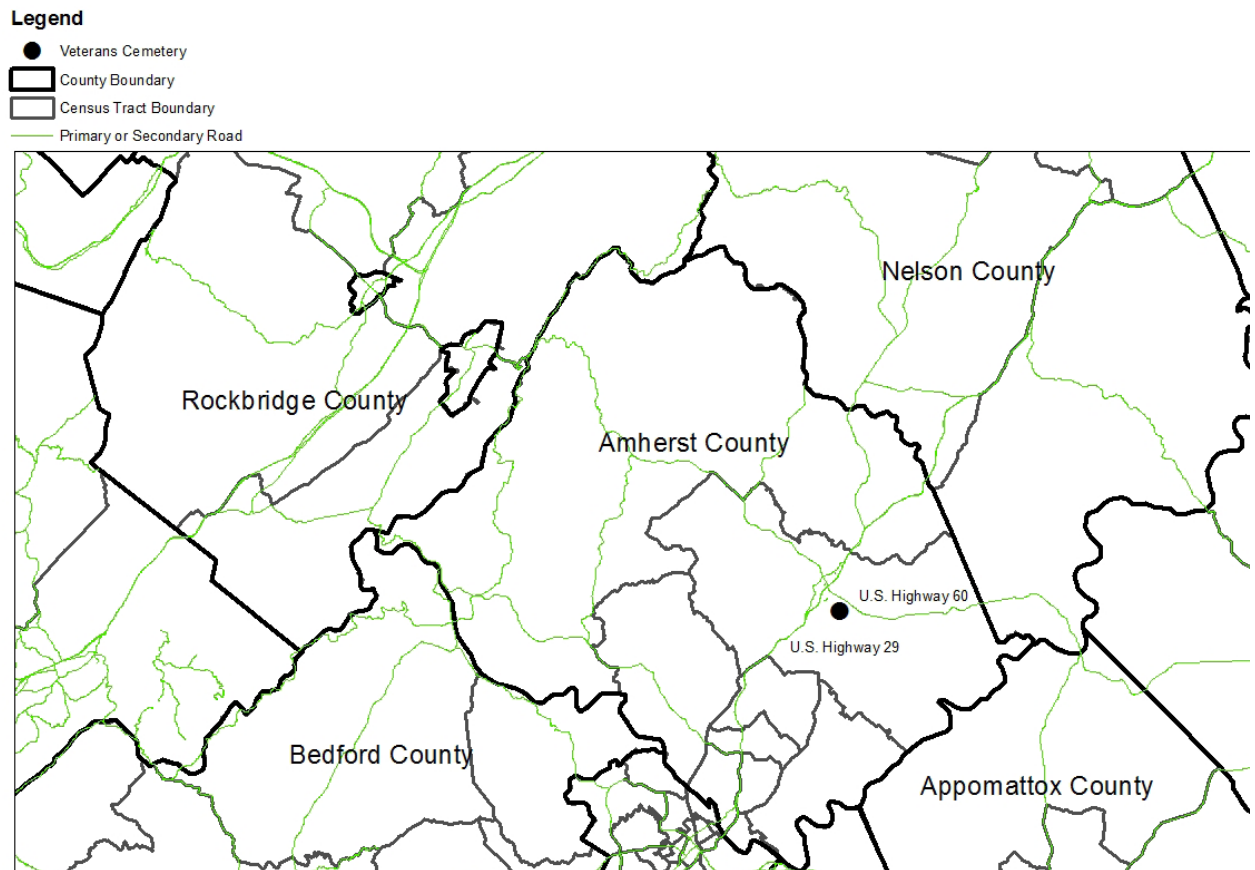 Legend
Veterans Cemetery
County Boundary
Census Tract Boundary
Primary or Secondary Road
Nelson County
Rockbridge County
Amherst County
U.S. Highway 60
U.S. Highway 29
Bedford County
Appomattox County